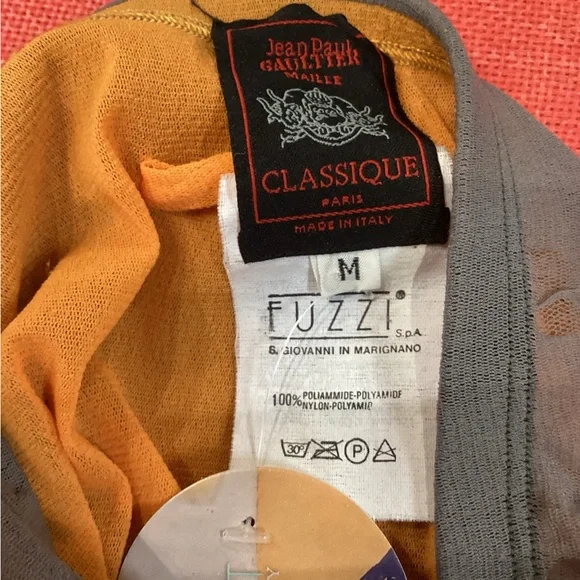 Jean Paul
GAULTIER
MAILLE
CLASSIQUE
PARIS
MADE IN ITALY
M
FUZZI®
S.p.A.
S. GIOVANNI IN MARIGNANO
100% POLIAMMIDE-POLYAMIDE
NYLON-POLYAMID
30°
P